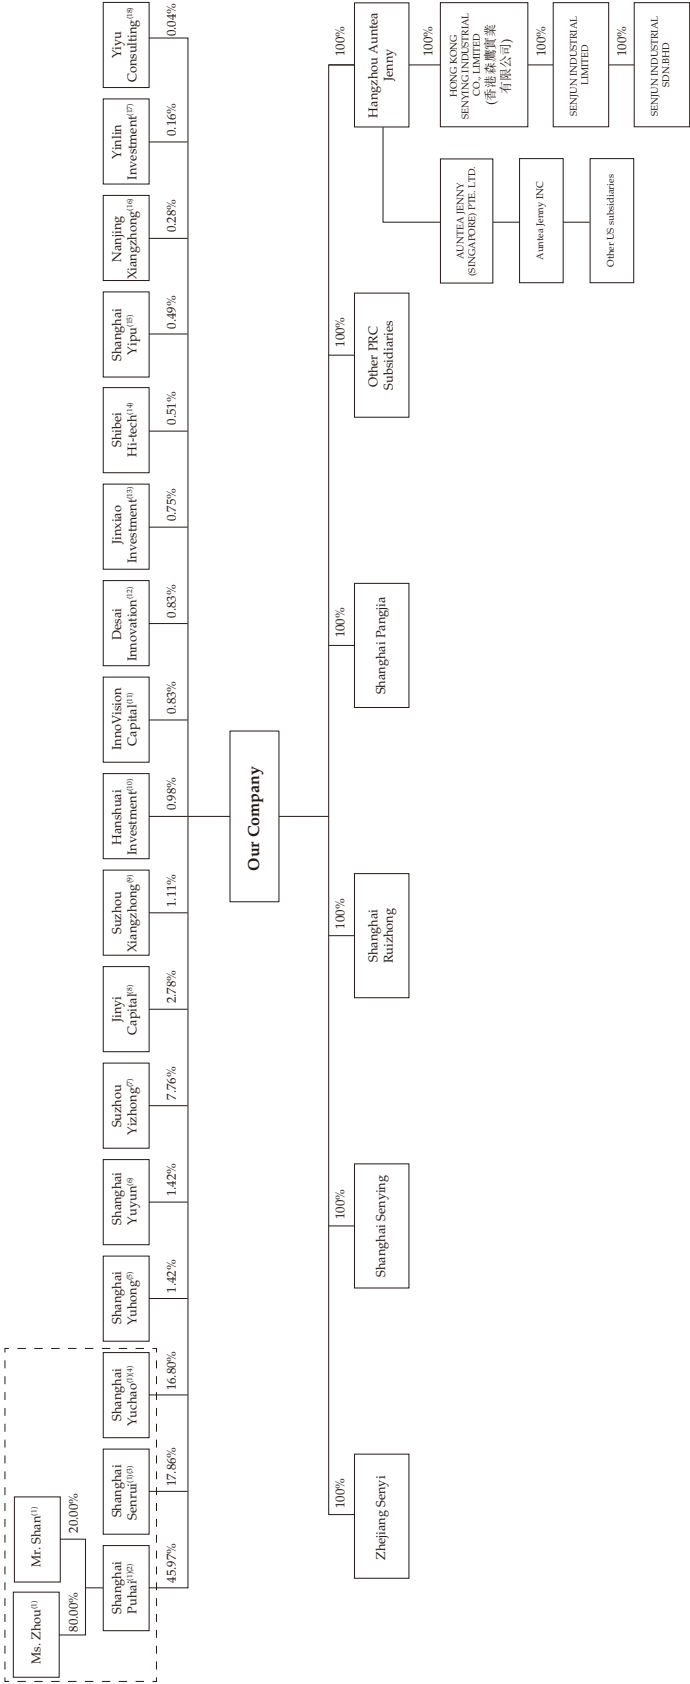 Ms. Zhou(1)
Mr. Shan(1)
80.00%
20.00%
Shanghai
Puhai(1)(2)
Shanghai
Senrui(1)(3)
Shanghai
Yuchao(1)(4)
Shanghai
Yuhong(5)
Shanghai
Yuyun(6)
Suzhou
Yizhong(7)
Jinyi
Capital(8)
Suzhou
Xiangzhong(9)
Hanshuai
Investment(10)
InnoVision
Capital(11)
Desai
Innovation(12)
Jinxiao
Investment(13)
Shibei
Hi-tech(14)
Shanghai
Yipu(15)
Nanjing
Xiangzhong(16)
Yinlin
Investment(17)
Yiyu
Consulting(18)
45.97%
17.86%
16.80%
1.42%
1.42%
7.76%
2.78%
1.11%
0.98%
0.83%
0.83%
0.75%
0.51%
0.49%
0.28%
0.16%
0.04%
Our Company
100%
100%
100%
100%
100%
100%
Zhejiang Senyi
Shanghai Senying
Shanghai
Ruizhong
Shanghai Pangjia
Other PRC
Subsidiaries
Hangzhou Auntea
Jenny
100%
AUNTEA JENNY
(SINGAPORE) PTE. LTD.
HONG KONG
SENYING INDUSTRIAL
CO., LIMITED
(香港森鷹實業
有限公司)
100%
Auntea Jenny INC
SENJUN INDUSTRIAL
LIMITED
100%
Other US subsidiaries
SENJUN INDUSTRIAL
SDN.BHD